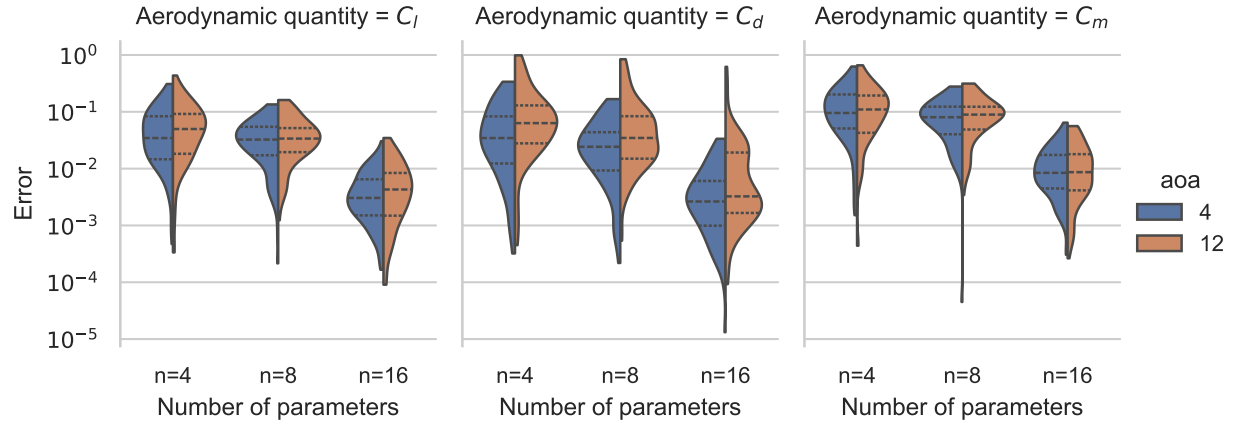 Aerodynamic quantity = C_l
Aerodynamic quantity = C_d
Aerodynamic quantity = C_m
Error
10^0
10^-1
10^-2
10^-3
10^-4
10^-5
n=4 n=8 n=16
Number of parameters
n=4 n=8 n=16
Number of parameters
n=4 n=8 n=16
Number of parameters
aoa
4
12